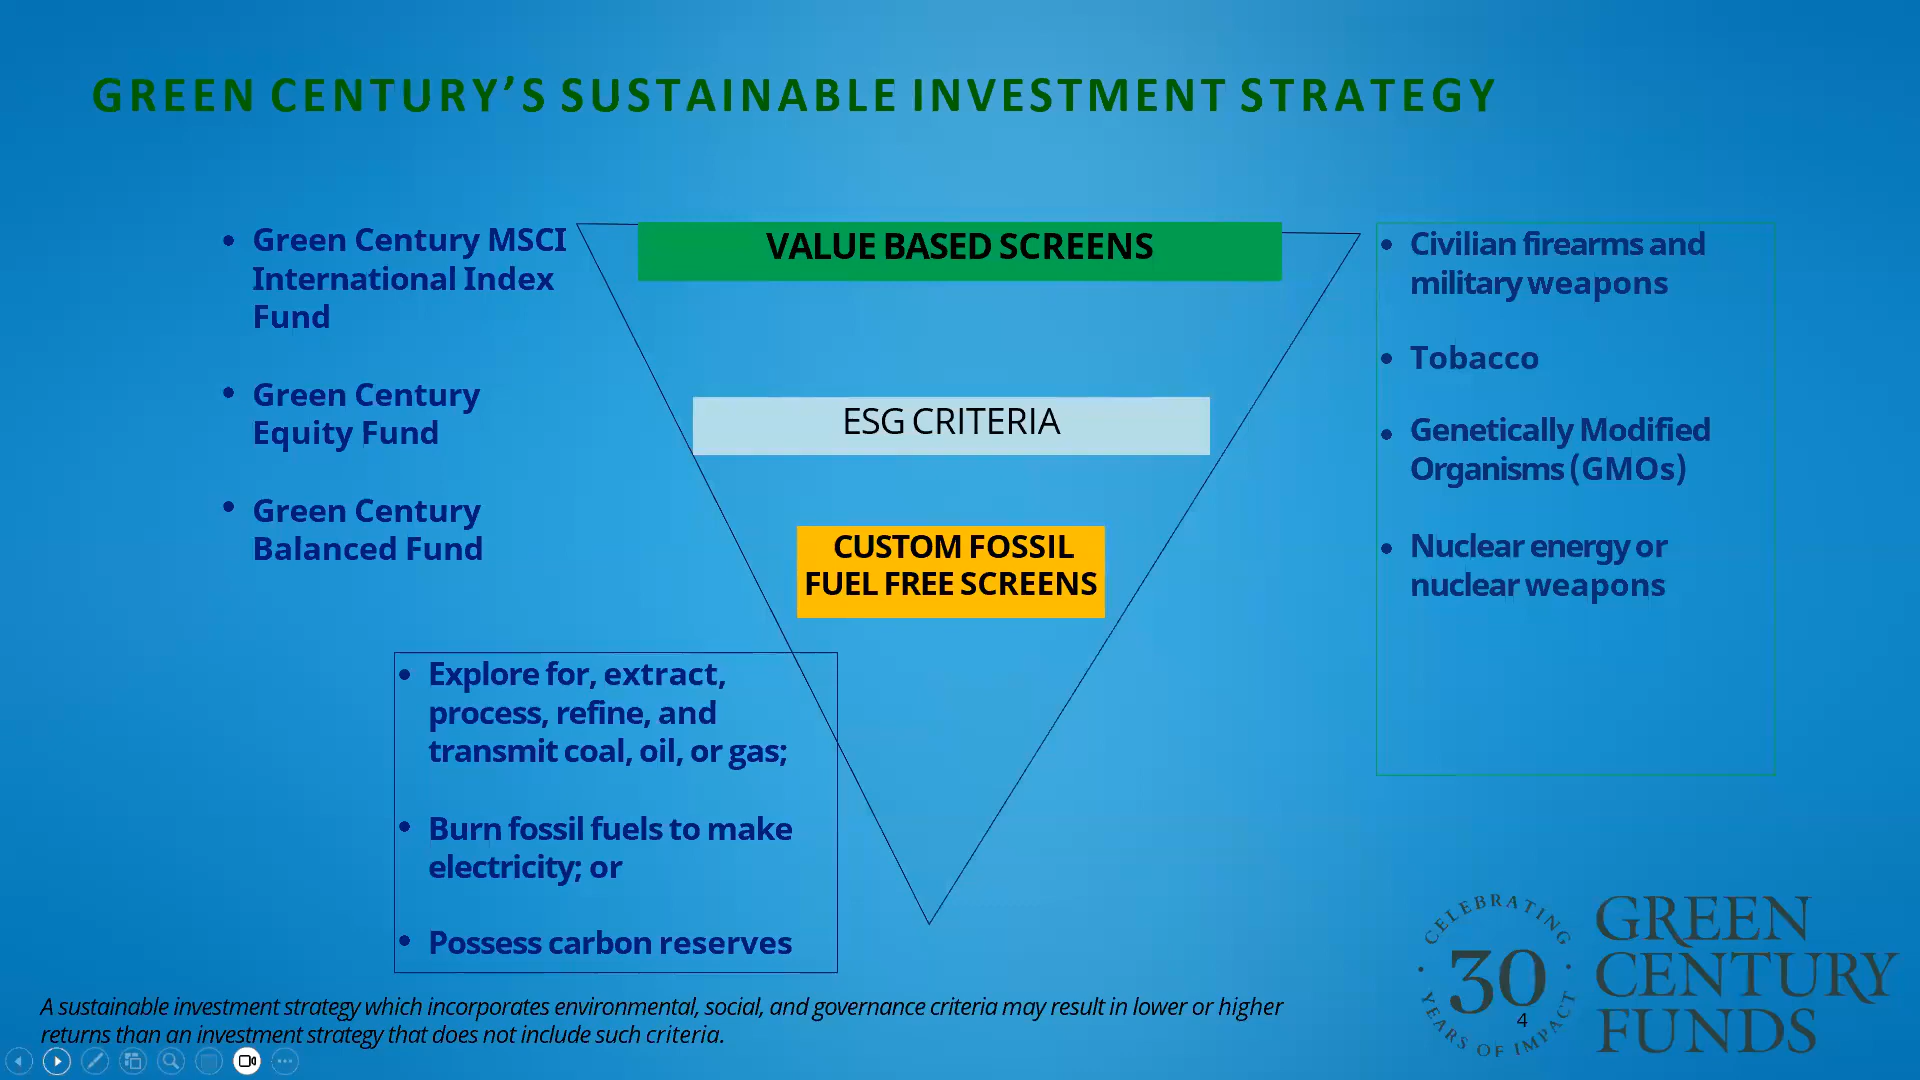 GREEN CENTURY’S SUSTAINABLE INVESTMENT STRATEGY
• Green Century MSCI
International Index
Fund
• Green Century
Equity Fund
• Green Century
Balanced Fund
VALUE BASED SCREENS
ESG CRITERIA
CUSTOM FOSSIL
FUEL FREE SCREENS
• Civilian firearms and
military weapons
• Tobacco
• Genetically Modified
Organisms (GMOs)
• Nuclear energy or
nuclear weapons
• Explore for, extract,
process, refine, and
transmit coal, oil, or gas;
• Burn fossil fuels to make
electricity; or
• Possess carbon reserves
A sustainable investment strategy which incorporates environmental, social, and governance criteria may result in lower or higher
returns than an investment strategy that does not include such criteria.
CELEBRATING
30
YEARS OF IMPACT
4
GREEN
CENTURY
FUNDS